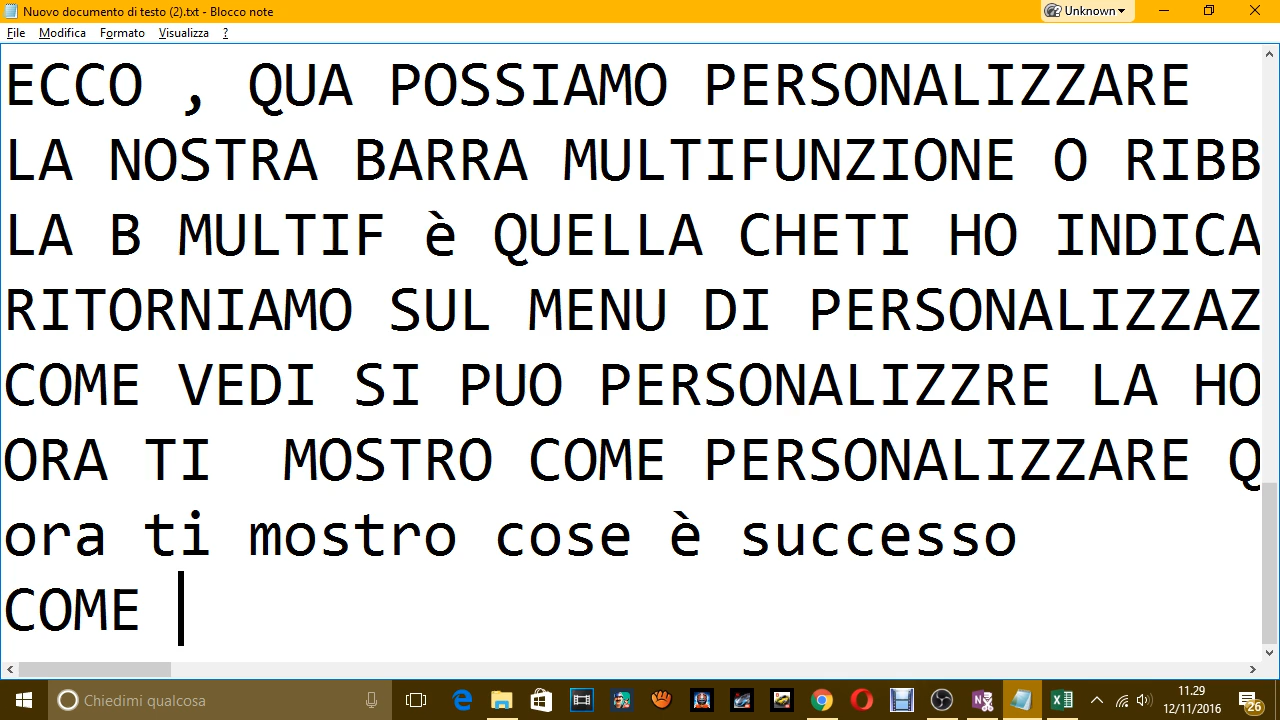 Nuovo documento di testo (2).txt - Blocco note
Unknown
File Modifica Formato Visualizza ?
ECCO , QUA POSSIAMO PERSONALIZZARE
LA NOSTRA BARRA MULTIFUNZIONE O RIBB
LA B MULTIF è QUELLA CHETI HO INDICA
RITORNIAMO SUL MENU DI PERSONALIZZAZ
COME VEDI SI PUO PERSONALIZZRE LA HO
ORA TI  MOSTRO COME PERSONALIZZARE Q
ora ti mostro cose è successo
COME
Chiedimi qualcosa
11.29
12/11/2016
26